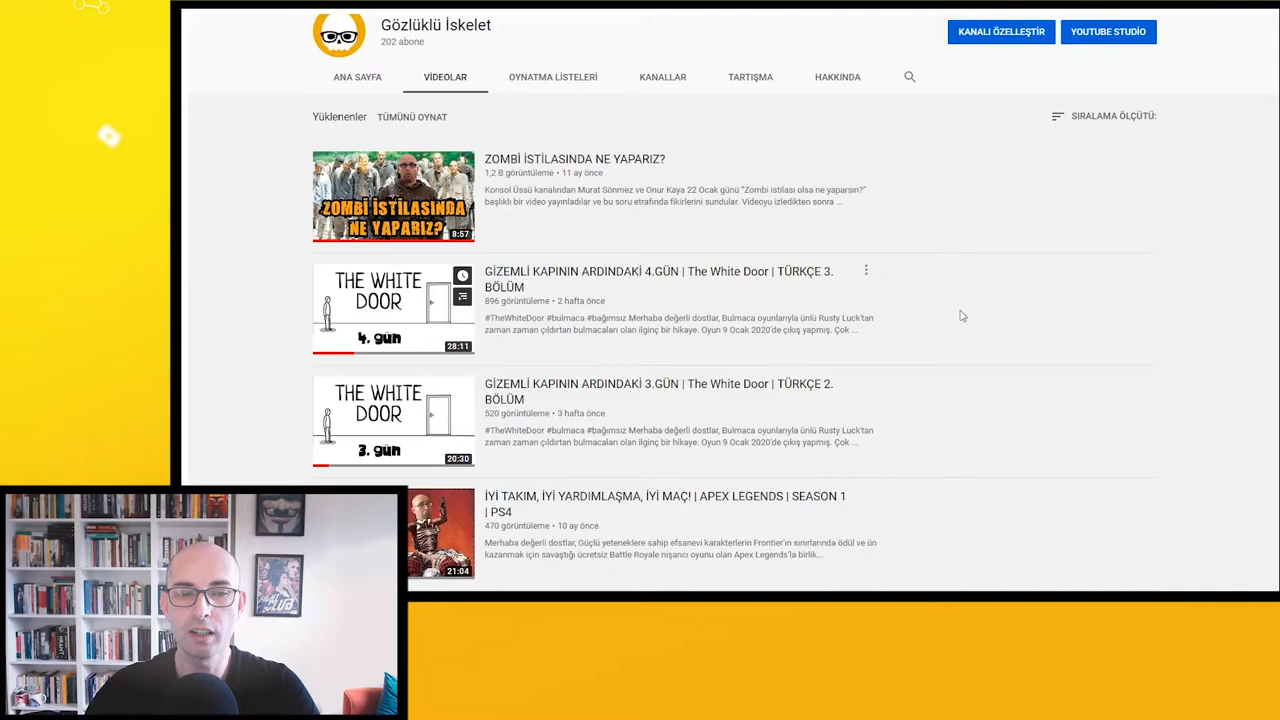 Gözlüklü İskelet
202 abone
KANALI ÖZELLEŞTİR
YOUTUBE STUDIO
ANA SAYFA
VİDEOLAR
OYNATMA LİSTELERİ
KANALLAR
TARTIŞMA
HAKKINDA
Yüklenenler
TÜMÜNÜ OYNAT
SIRALAMA ÖLÇÜTÜ:
ZOMBİ İSTİLASINDA
NE YAPARIZ?
8:57
ZOMBİ İSTİLASINDA NE YAPARIZ?
1,2 B görüntüleme • 11 ay önce
Konsol Üssü kanalından Murat Sönmez ve Onur Kaya 22 Ocak günü "Zombi istilası olsa ne yaparsın?"
başlıklı bir video yayınladılar ve bu soru etrafında fikirlerini sundular. Videoyu izledikten sonra ...
THE WHITE
DOOR
4. gün
28:11
GİZEMLİ KAPININ ARDINDAKİ 4.GÜN | The White Door | TÜRKÇE 3.
BÖLÜM
896 görüntüleme • 2 hafta önce
#TheWhiteDoor #bulmaca #bağımsız Merhaba değerli dostlar, Bulmaca oyunlarıyla ünlü Rusty Luck'tan
zaman zaman çıldırtan bulmacaları olan ilginç bir hikaye. Oyun 9 Ocak 2020'de çıkış yapmış. Çok ...
THE WHITE
DOOR
3. gün
20:30
GİZEMLİ KAPININ ARDINDAKİ 3.GÜN | The White Door | TÜRKÇE 2.
BÖLÜM
520 görüntüleme • 3 hafta önce
#TheWhiteDoor #bulmaca #bağımsız Merhaba değerli dostlar, Bulmaca oyunlarıyla ünlü Rusty Luck'tan
zaman zaman çıldırtan bulmacaları olan ilginç bir hikaye. Oyun 9 Ocak 2020'de çıkış yapmış. Çok ...
21:04
İYİ TAKIM, İYİ YARDIMLAŞMA, İYİ MAÇ! | APEX LEGENDS | SEASON 1
| PS4
470 görüntüleme • 10 ay önce
Merhaba değerli dostlar, Güçlü yeteneklere sahip efsanevi karakterlerin Frontier'ın sınırlarında ödül ve ün
kazanmak için savaştığı ücretsiz Battle Royale nişancı oyunu olan Apex Legends'la birlik...